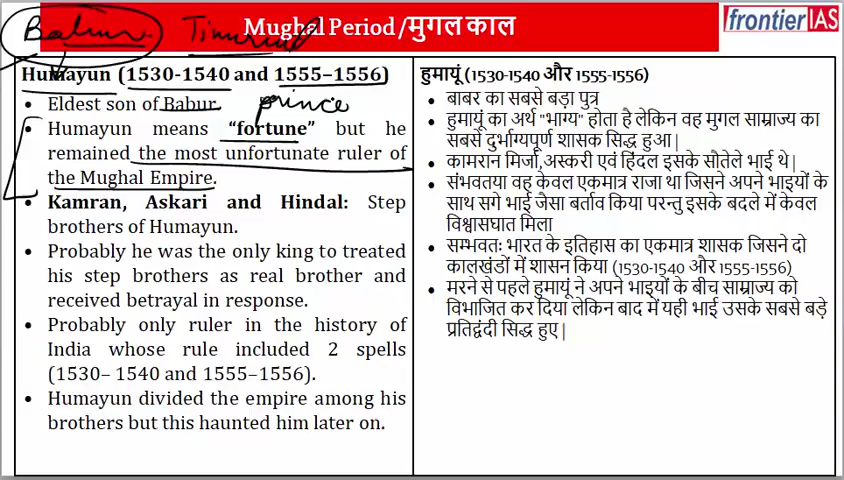 Mughal Period/मुगल काल
frontierIAS
Babur Timurid
Humayun (1530-1540 and 1555–1556)
• Eldest son of Babur. prince
• Humayun means “fortune” but he
remained the most unfortunate ruler of
the Mughal Empire.
• Kamran, Askari and Hindal: Step
brothers of Humayun.
• Probably he was the only king to treated
his step brothers as real brother and
received betrayal in response.
• Probably only ruler in the history of
India whose rule included 2 spells
(1530– 1540 and 1555–1556).
• Humayun divided the empire among his
brothers but this haunted him later on.
हुमायूं (1530-1540 और 1555-1556)
• बाबर का सबसे बड़ा पुत्र
• हुमायूं का अर्थ "भाग्य" होता है लेकिन वह मुगल साम्राज्य का
सबसे दुर्भाग्यपूर्ण शासक सिद्ध हुआ |
• कामरान मिर्जा,अस्करी एवं हिंदल इसके सौतेले भाई थे |
• संभवतया वह केवल एकमात्र राजा था जिसने अपने भाइयों के
साथ सगे भाई जैसा बर्ताव किया परन्तु इसके बदले में केवल
विश्वासघात मिला
• सम्भवतः भारत के इतिहास का एकमात्र शासक जिसने दो
कालखंडों में शासन किया (1530-1540 और 1555-1556)
• मरने से पहले हुमायूं ने अपने भाइयों के बीच साम्राज्य को
विभाजित कर दिया लेकिन बाद में यही भाई उसके सबसे बड़े
प्रतिद्वंदी सिद्ध हुए |